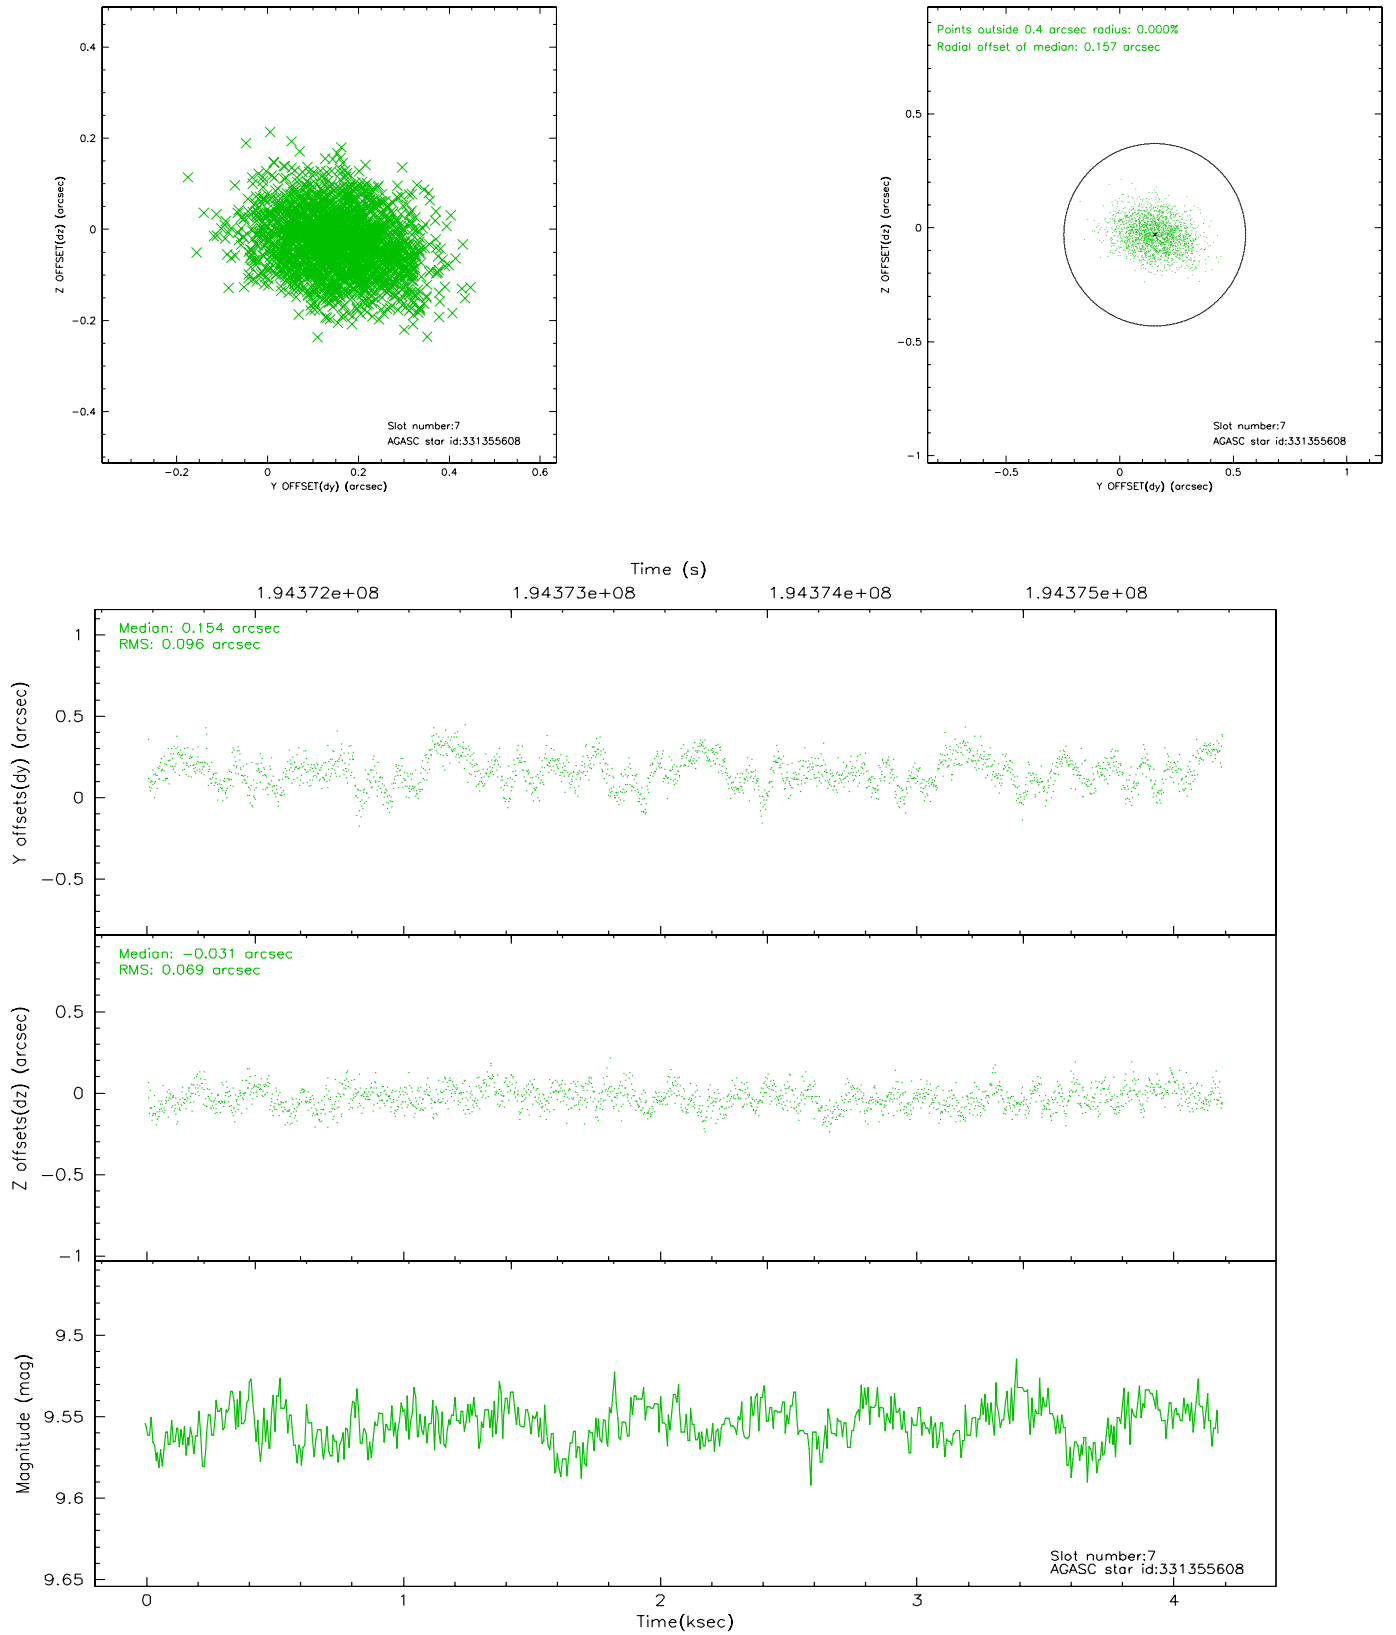 0.4
0.2
0
−0.2
−0.4
Z OFFSET(dz) (arcsec)
Slot number:7
AGASC star id:331355608
−0.2 0 0.2 0.4 0.6
Y OFFSET(dy) (arcsec)
Points outside 0.4 arcsec radius: 0.000%
Radial offset of median: 0.157 arcsec
0.5
0
−0.5
−1
Z OFFSET(dz) (arcsec)
Slot number:7
AGASC star id:331355608
−0.5 0 0.5 1
Y OFFSET(dy) (arcsec)
Time (s)
1.94372e+08 1.94373e+08 1.94374e+08 1.94375e+08
Median: 0.154 arcsec
RMS: 0.096 arcsec
1
0.5
0
−0.5
Y offsets(dy) (arcsec)
Median: −0.031 arcsec
RMS: 0.069 arcsec
0.5
0
−0.5
−1
Z offsets(dz) (arcsec)
9.5
9.55
9.6
9.65
Magnitude (mag)
Slot number:7
AGASC star id:331355608
0 1 2 3 4
Time(ksec)